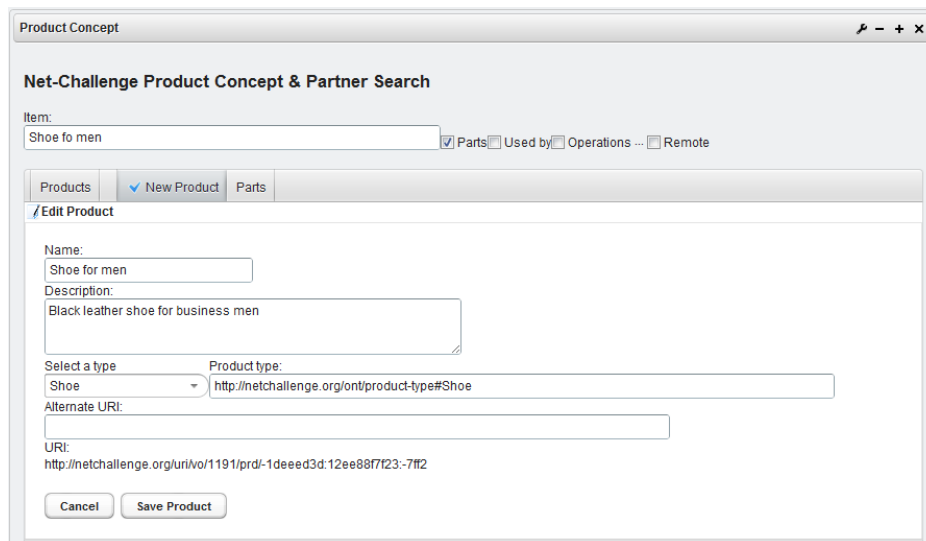 Product Concept
Net-Challenge Product Concept & Partner Search
Item:
Shoe fo men
Parts Used by Operations ... Remote
Products New Product Parts
Edit Product
Name:
Shoe for men
Description:
Black leather shoe for business men
Select a type Product type:
Shoe http://netchallenge.org/ont/product-type#Shoe
Alternate URI:
URI:
http://netchallenge.org/uri/vo/1191/prd/-1deeed3d:12ee88f7f23:-7ff2
Cancel Save Product